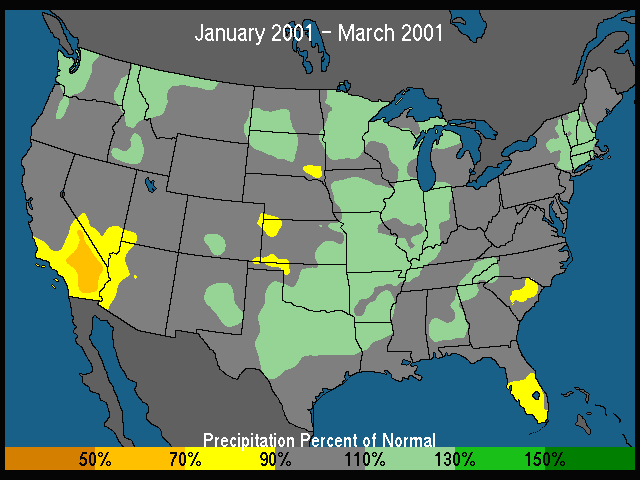 January 2001 - March 2001
Precipitation Percent of Normal
50% 70% 90% 110% 130% 150%